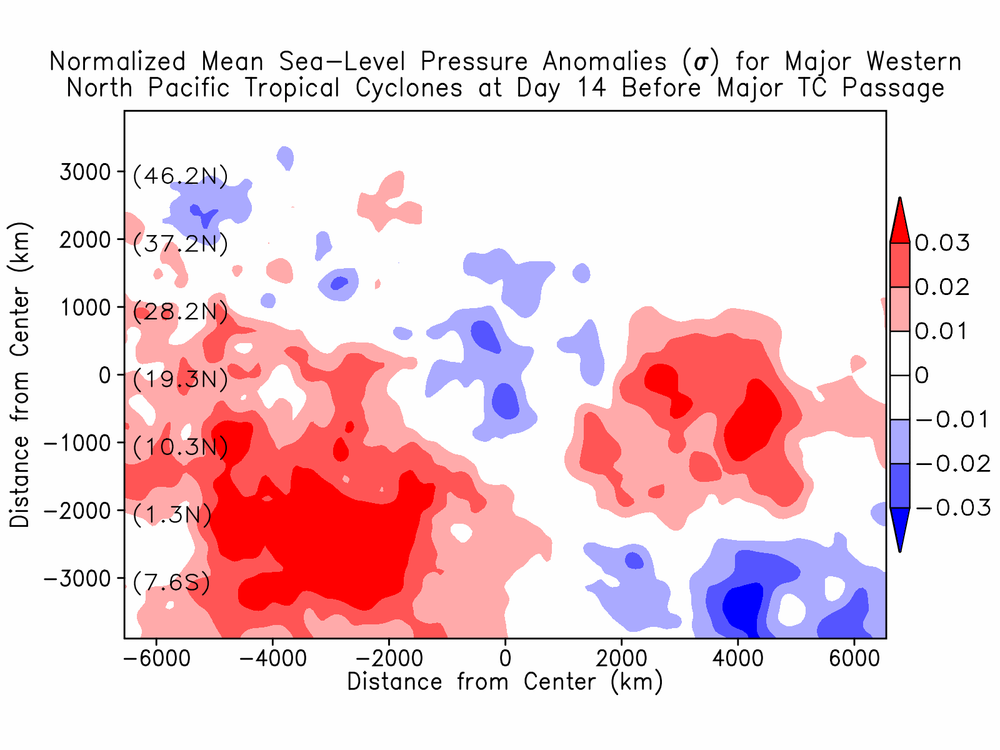 Normalized Mean Sea-Level Pressure Anomalies (σ) for Major Western
North Pacific Tropical Cyclones at Day 14 Before Major TC Passage
Distance from Center (km)
3000
2000
1000
0
-1000
-2000
-3000
(46.2N)
(37.2N)
(28.2N)
(19.3N)
(10.3N)
(1.3N)
(7.6S)
0.03
0.02
0.01
0
-0.01
-0.02
-0.03
-6000 -4000 -2000 0 2000 4000 6000
Distance from Center (km)